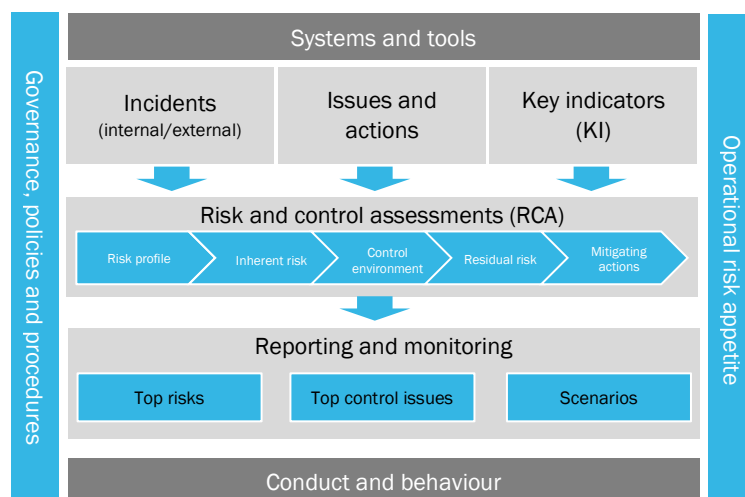 Systems and tools
Governance, policies and procedures
Operational risk appetite
Incidents
(internal/external)
Issues and
actions
Key indicators
(KI)
Risk and control assessments (RCA)
Risk profile
Inherent risk
Control
environment
Residual risk
Mitigating
actions
Reporting and monitoring
Top risks
Top control issues
Scenarios
Conduct and behaviour